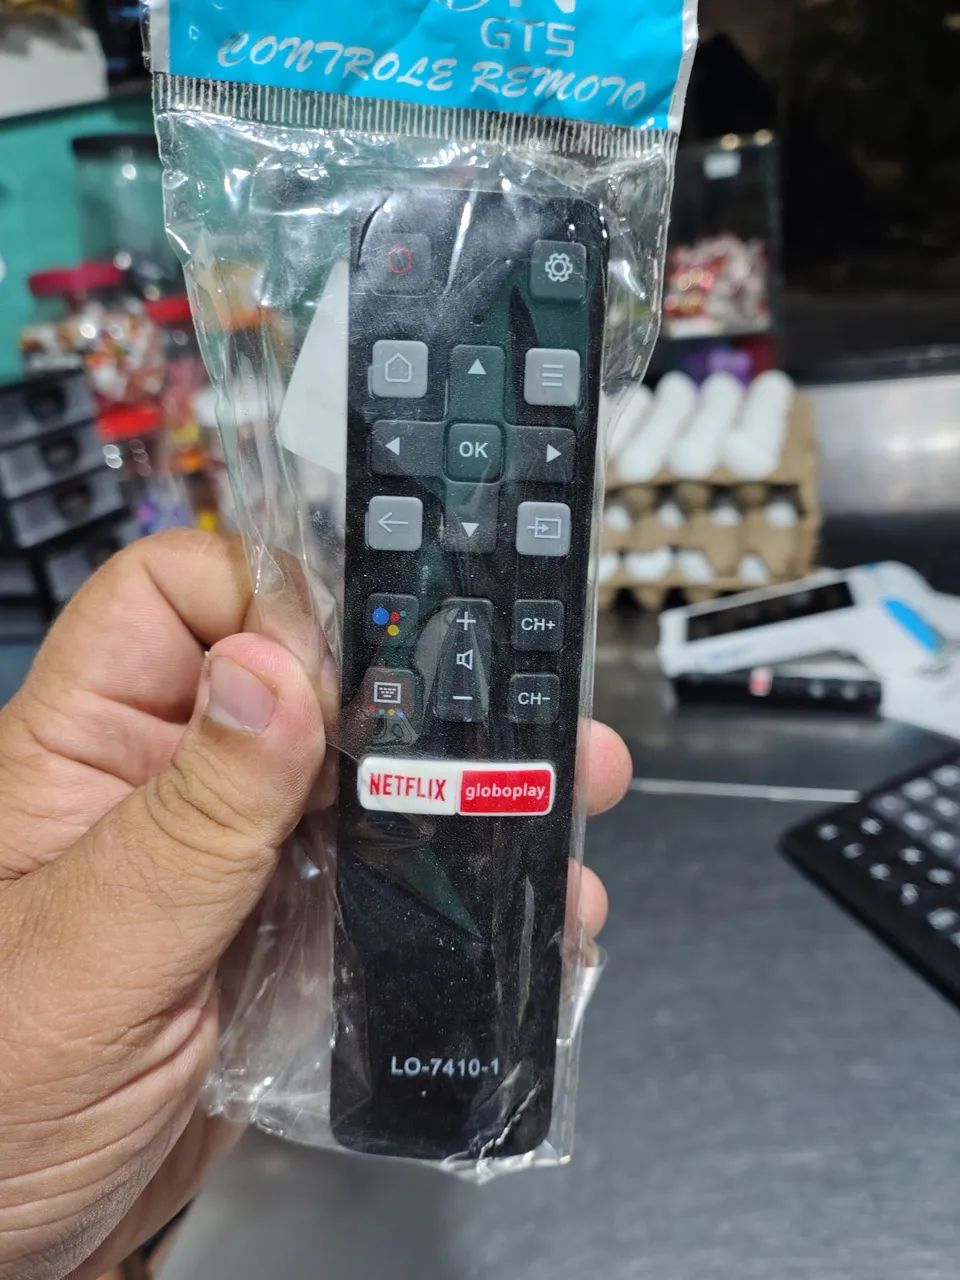 GTS
CONTROLE REMOTO
OK
CH+
CH-
NETFLIX globoplay
LO-7410-1